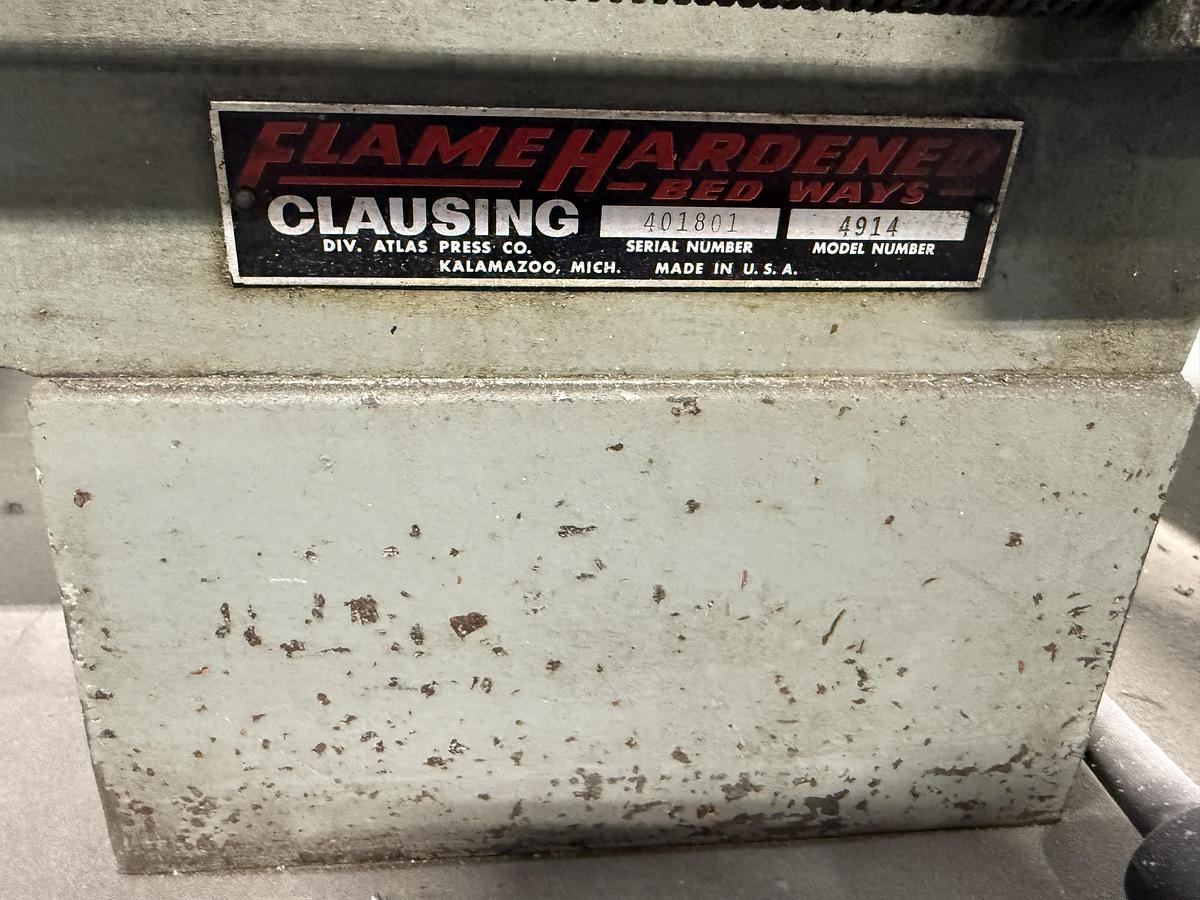 FLAME HARDENED
BED WAYS
CLAUSING 401801 4914
DIV. ATLAS PRESS CO. SERIAL NUMBER MODEL NUMBER
KALAMAZOO, MICH. MADE IN U.S.A.